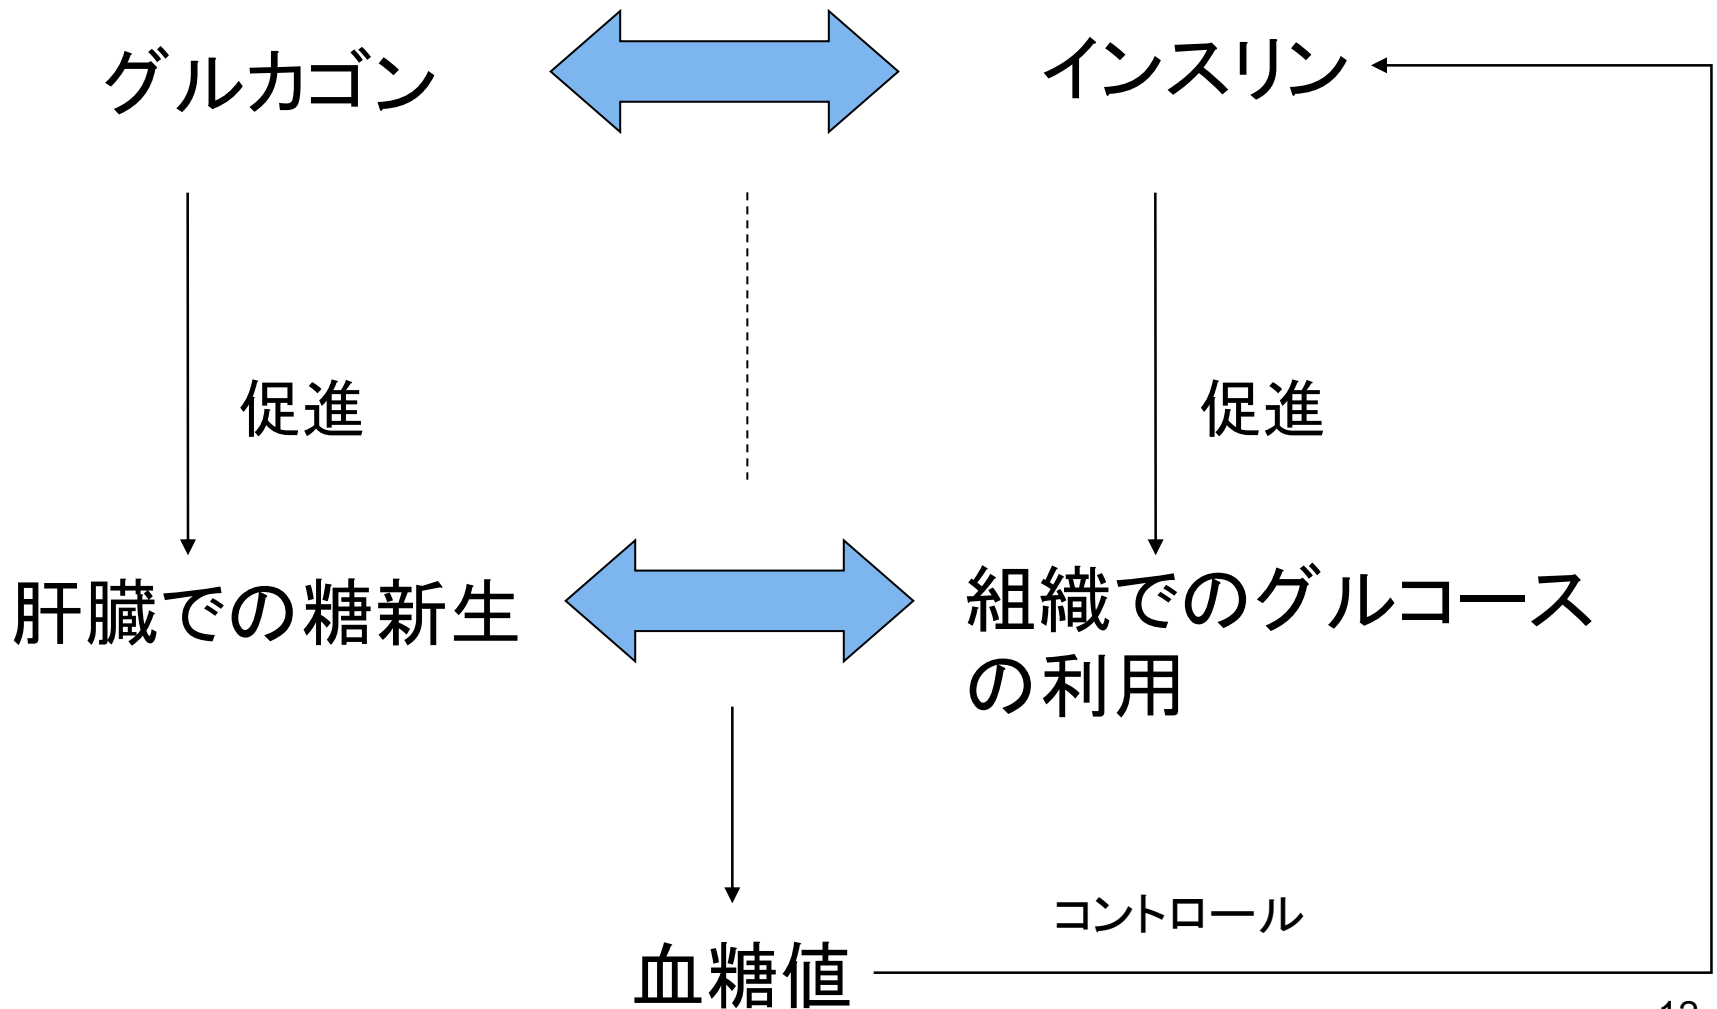 グルカゴン
インスリン
促進
促進
肝臓での糖新生
組織でのグルコース
の利用
コントロール
血糖値